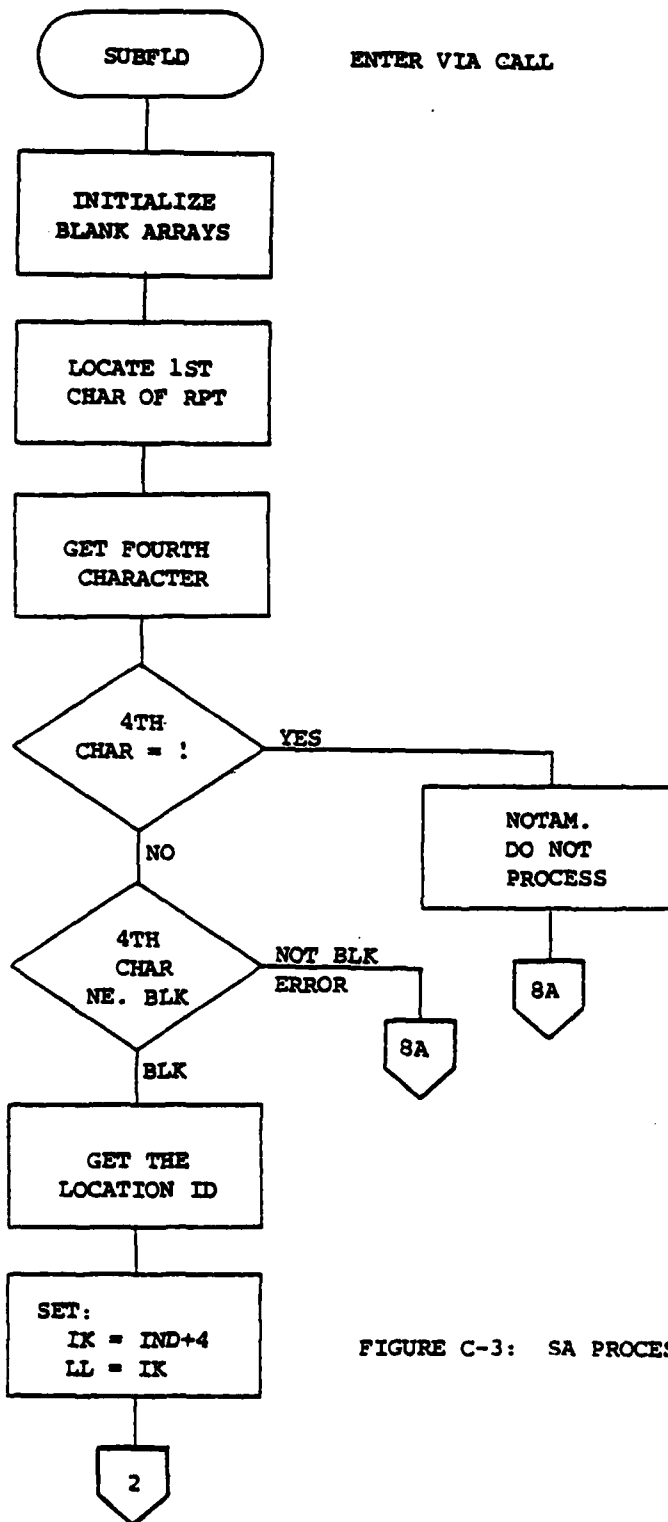 SUBFLD
ENTER VIA CALL
INITIALIZE
BLANK ARRAYS
LOCATE 1ST
CHAR OF RPT
GET FOURTH
CHARACTER
4TH
CHAR = !
YES
NOTAM.
DO NOT
PROCESS
8A
NO
4TH
CHAR
NE. BLK
NOT BLK
ERROR
8A
BLK
GET THE
LOCATION ID
SET:
IK = IND+4
LL = IK
FIGURE C-3: SA PROCES
2